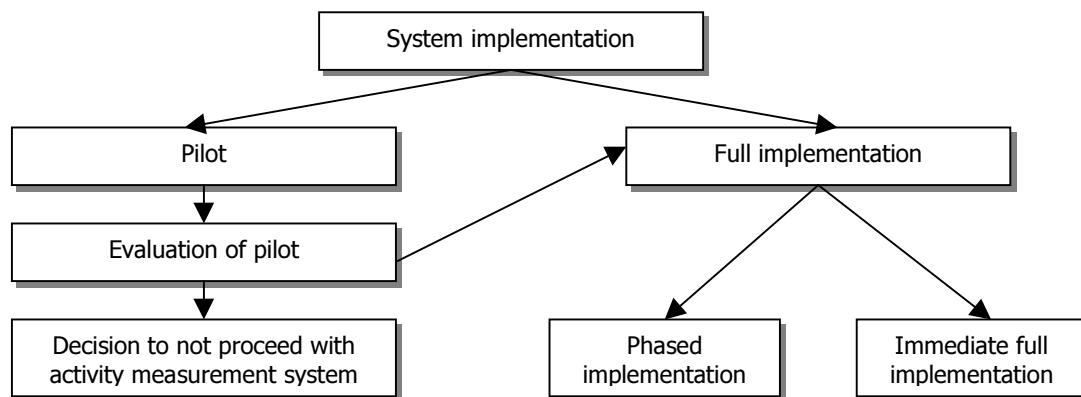 System implementation
Pilot
Full implementation
Evaluation of pilot
Decision to not proceed with
activity measurement system
Phased
implementation
Immediate full
implementation